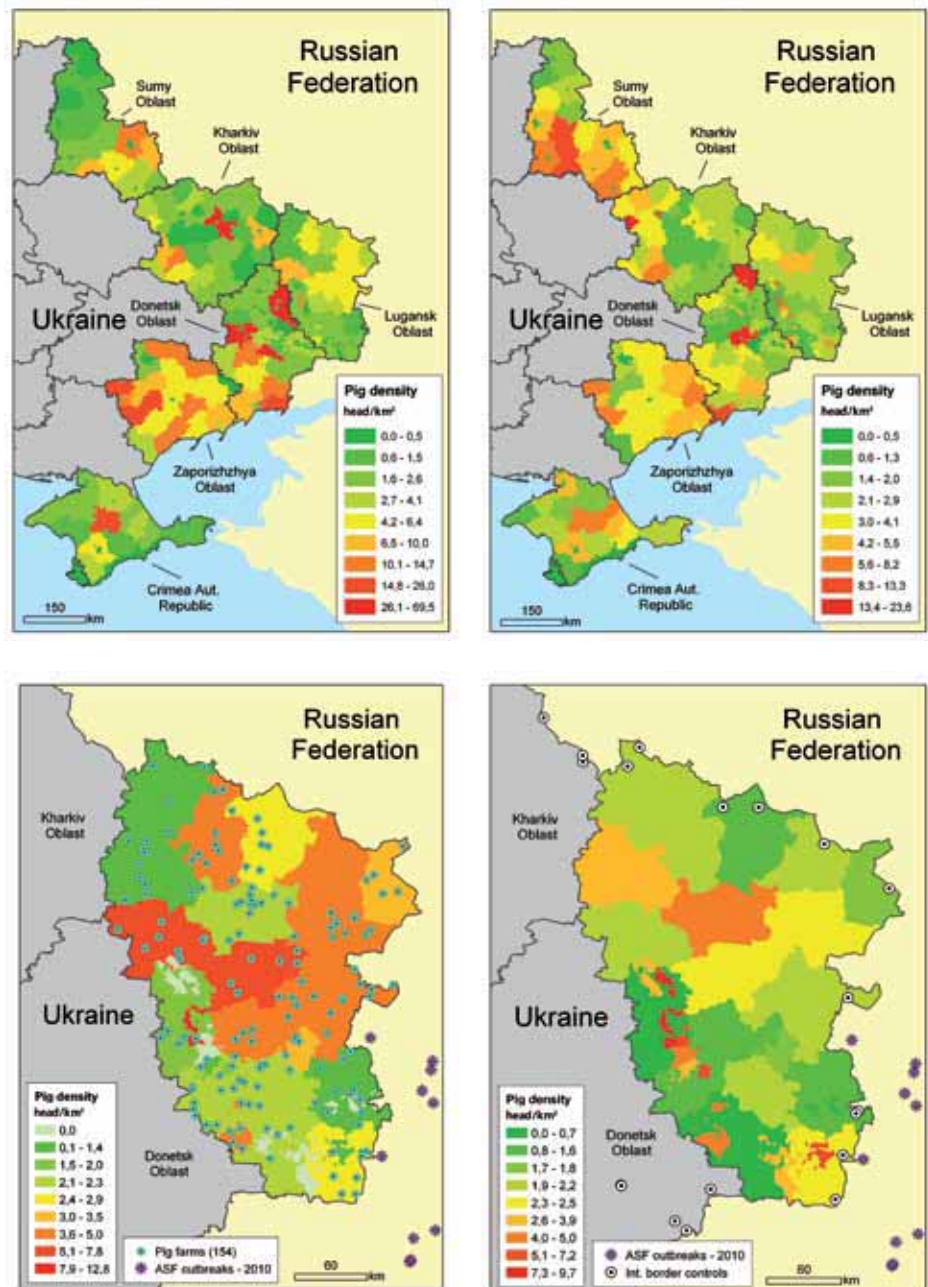 Russian
Federation
Sumy
Oblast
Kharkiv
Oblast
Ukraine
Donetsk
Oblast
Lugansk
Oblast
Zaporizhzhya
Oblast
Crimea Aut.
Republic
150
km
Pig density
head/km²
0,0 - 0,5
0,6 - 1,5
1,6 - 2,6
2,7 - 4,1
4,2 - 6,4
6,5 - 10,0
10,1 - 14,7
14,8 - 26,0
26,1 - 69,5
Russian
Federation
Sumy
Oblast
Kharkiv
Oblast
Ukraine
Donetsk
Oblast
Lugansk
Oblast
Zaporizhzhya
Oblast
Crimea Aut.
Republic
150
km
Pig density
head/km²
0,0 - 0,5
0,6 - 1,3
1,4 - 2,0
2,1 - 2,9
3,0 - 4,1
4,2 - 5,5
5,6 - 8,2
8,3 - 13,3
13,4 - 23,6
Russian
Federation
Kharkiv
Oblast
Ukraine
Donetsk
Oblast
Pig density
head/km²
0,0
0,1 - 1,4
1,5 - 2,0
2,1 - 2,3
2,4 - 2,9
3,0 - 3,5
3,6 - 5,0
5,1 - 7,8
7,9 - 12,8
Pig farms (154)
ASF outbreaks - 2010
60
km
Russian
Federation
Kharkiv
Oblast
Ukraine
Donetsk
Oblast
Pig density
head/km²
0,0 - 0,7
0,8 - 1,6
1,7 - 1,8
1,9 - 2,2
2,3 - 2,5
2,6 - 3,9
4,0 - 5,0
5,1 - 7,2
7,3 - 9,7
ASF outbreaks - 2010
Int. border controls
60
km